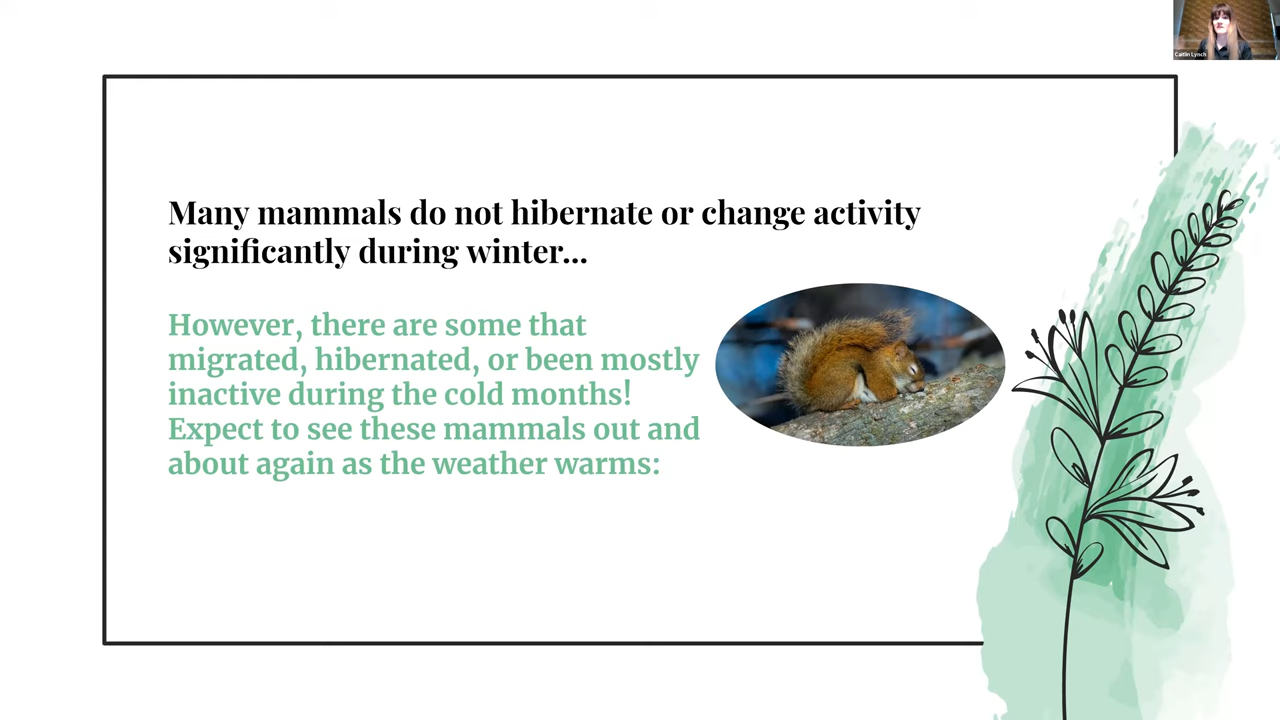 Caitlin Lynch
Many mammals do not hibernate or change activity
significantly during winter...
However, there are some that
migrated, hibernated, or been mostly
inactive during the cold months!
Expect to see these mammals out and
about again as the weather warms: